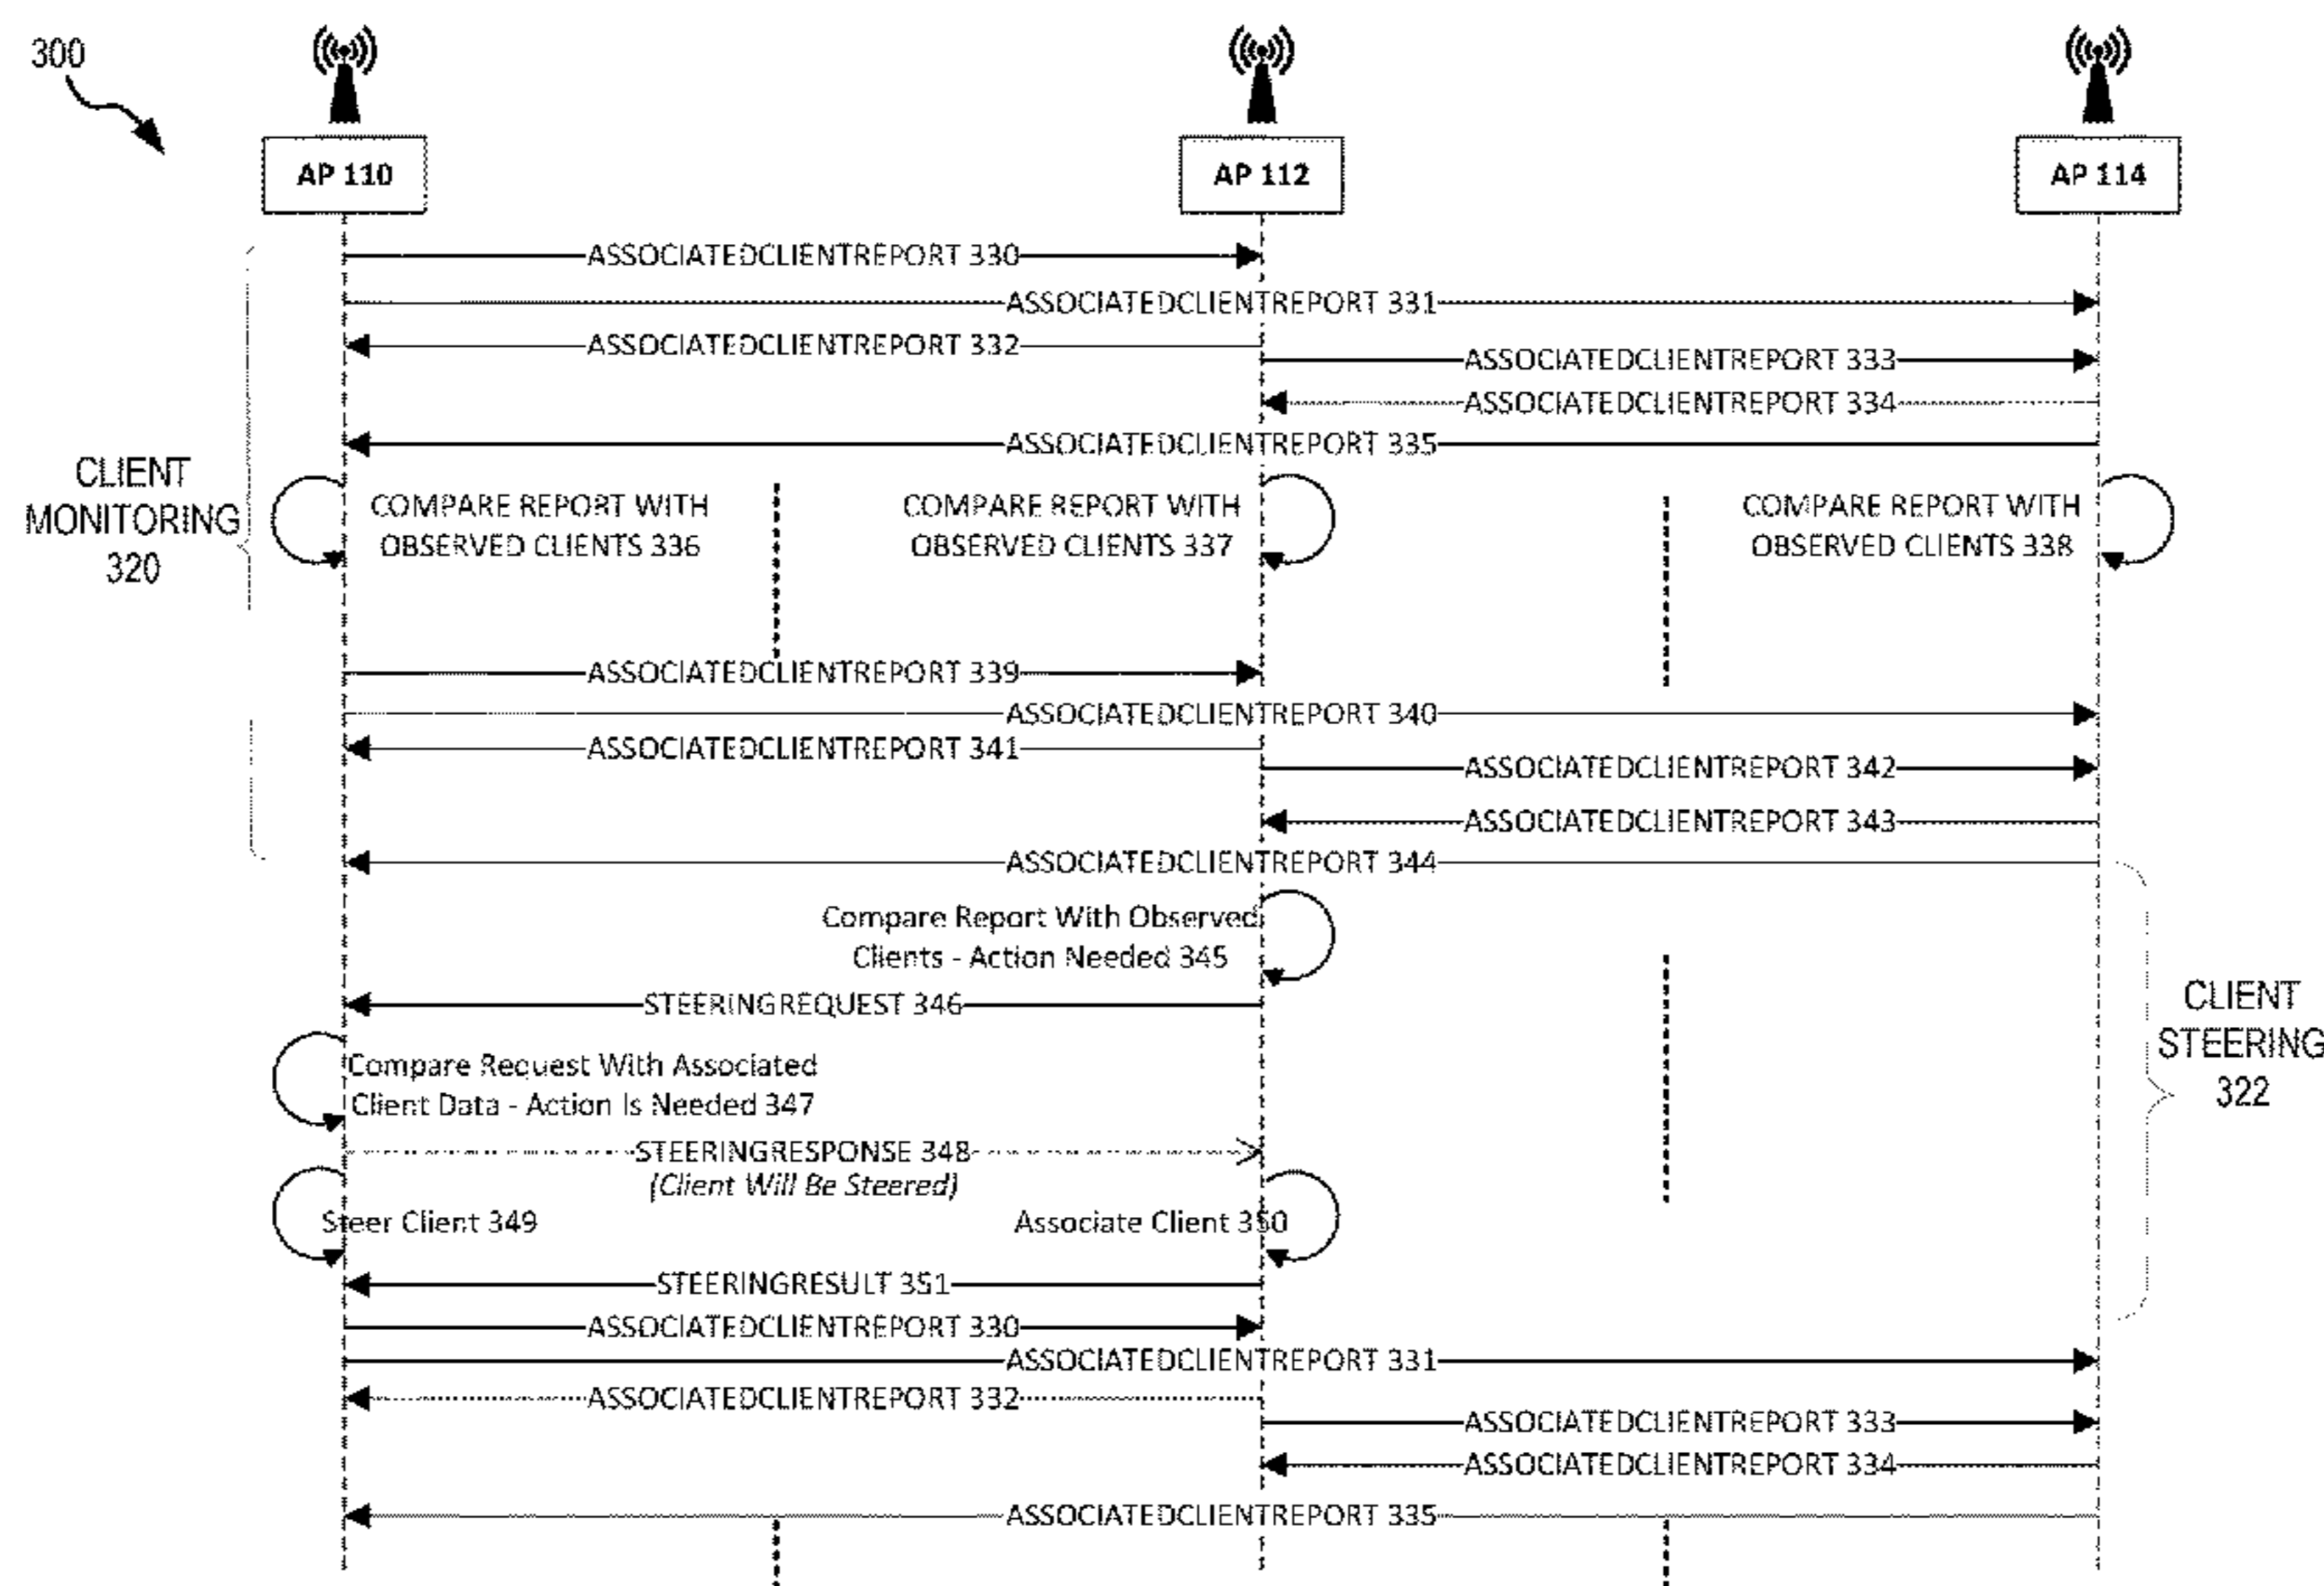 300
AP 110
AP 112
AP 114
ASSOCIATEDCLIENTREPORT 330
ASSOCIATEDCLIENTREPORT 331
ASSOCIATEDCLIENTREPORT 332
ASSOCIATEDCLIENTREPORT 333
ASSOCIATEDCLIENTREPORT 334
ASSOCIATEDCLIENTREPORT 335
CLIENT
MONITORING
320
COMPARE REPORT WITH
OBSERVED CLIENTS 336
COMPARE REPORT WITH
OBSERVED CLIENTS 337
COMPARE REPORT WITH
OBSERVED CLIENTS 338
ASSOCIATEDCLIENTREPORT 339
ASSOCIATEDCLIENTREPORT 340
ASSOCIATEDCLIENTREPORT 341
ASSOCIATEDCLIENTREPORT 342
ASSOCIATEDCLIENTREPORT 343
ASSOCIATEDCLIENTREPORT 344
Compare Report With Observed
Clients - Action Needed 345
STEERINGREQUEST 346
CLIENT
STEERING
322
Compare Request With Associated
Client Data - Action Is Needed 347
STEERINGRESPONSE 348
(Client Will Be Steered)
Steer Client 349
Associate Client 350
STEERINGRESULT 351
ASSOCIATEDCLIENTREPORT 330
ASSOCIATEDCLIENTREPORT 331
ASSOCIATEDCLIENTREPORT 332
ASSOCIATEDCLIENTREPORT 333
ASSOCIATEDCLIENTREPORT 334
ASSOCIATEDCLIENTREPORT 335